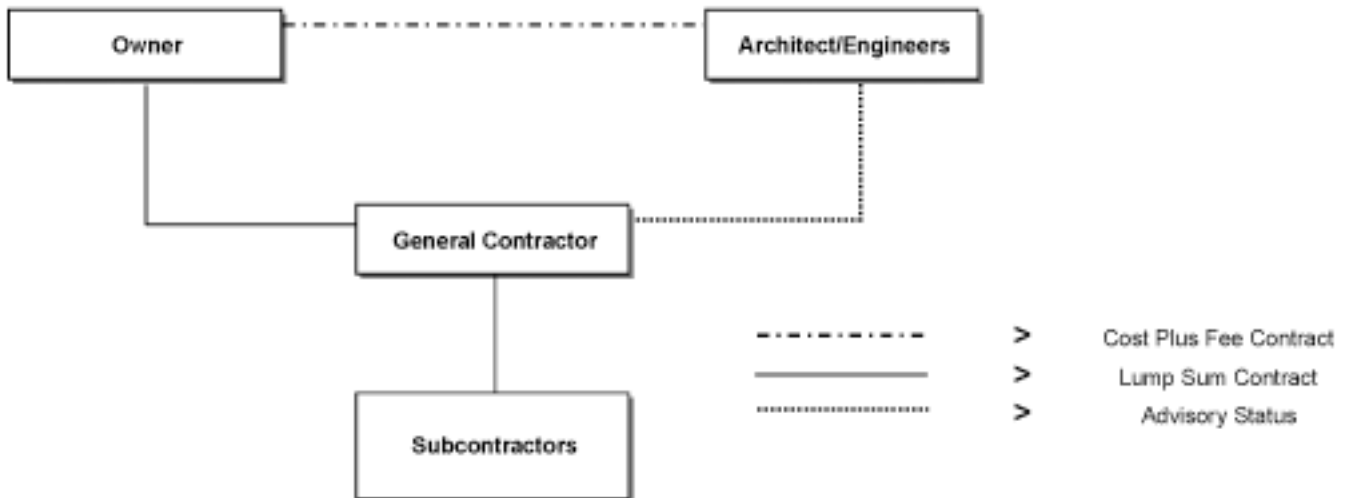 Owner
Architect/Engineers
General Contractor
> Cost Plus Fee Contract
> Lump Sum Contract
> Advisory Status
Subcontractors